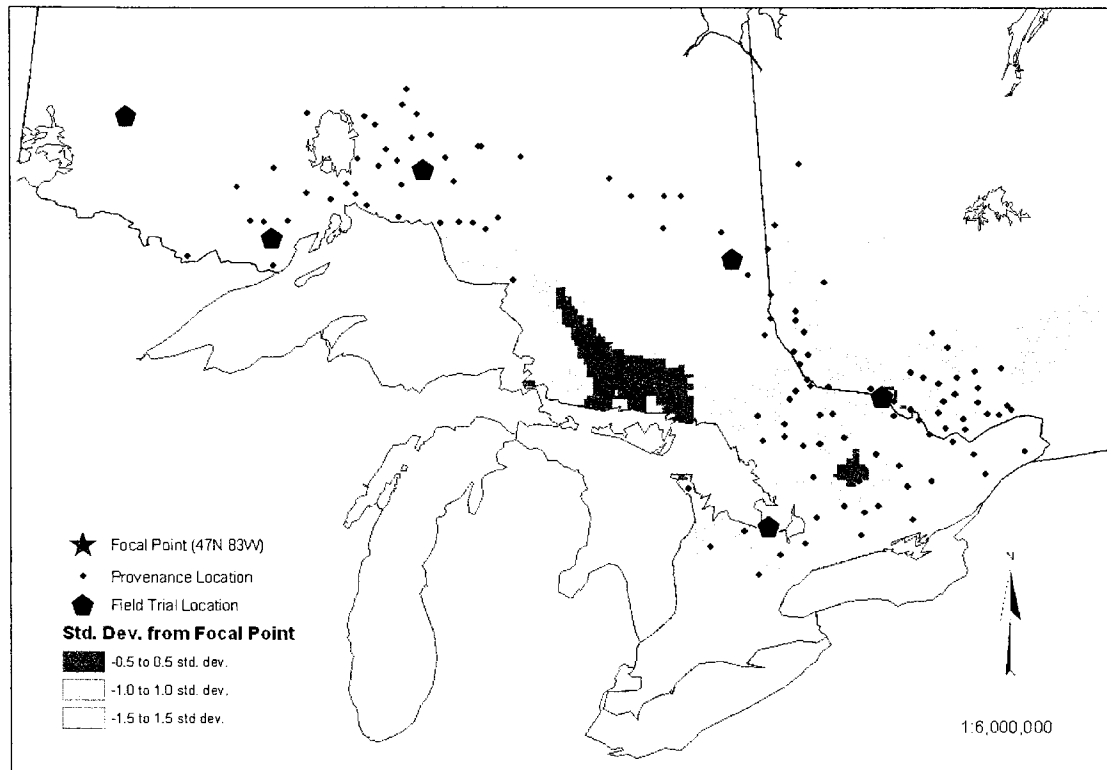 Focal Point (47N 83W)
Provenance Location
Field Trial Location
Std. Dev. from Focal Point
-0.5 to 0.5 std. dev.
-1.0 to 1.0 std. dev.
-1.5 to 1.5 std dev.
N
1:6,000,000